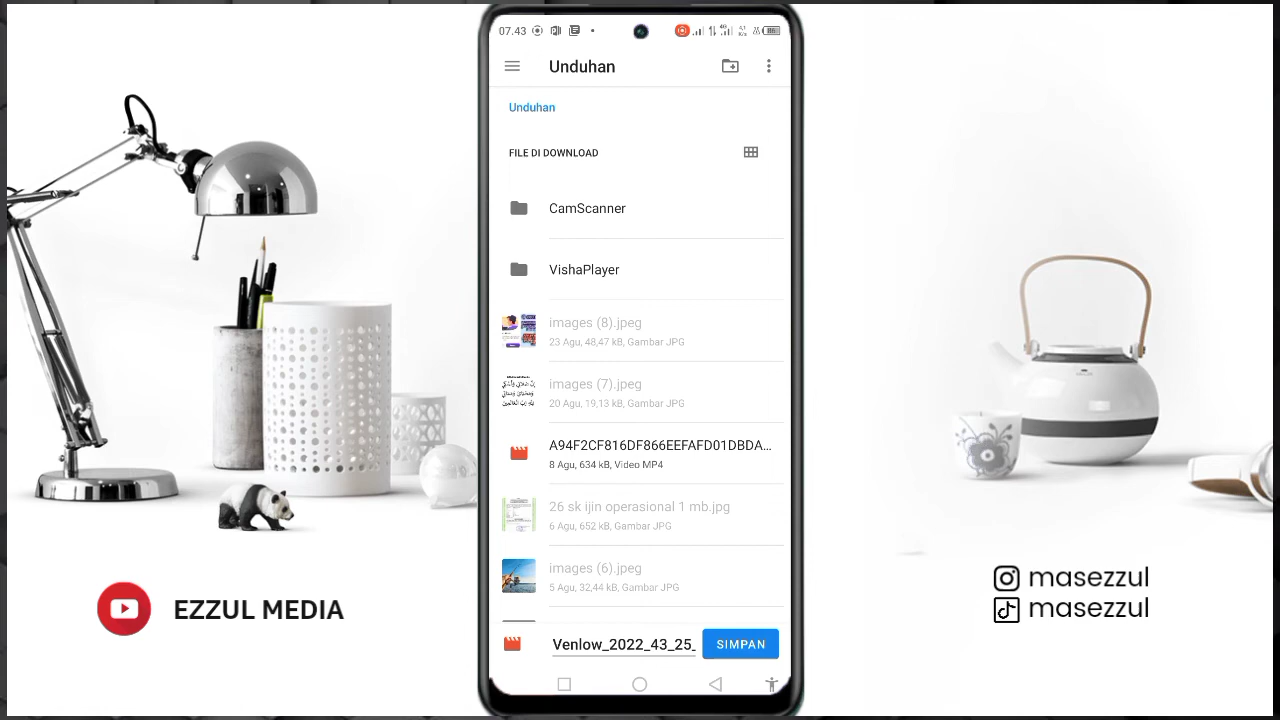 07.43
Unduhan
Unduhan
FILE DI DOWNLOAD
CamScanner
VishaPlayer
images (8).jpeg
23 Agu, 48,47 kB, Gambar JPG
images (7).jpeg
20 Agu, 19,13 kB, Gambar JPG
A94F2CF816DF866EEFAFD01DBDA...
8 Agu, 634 kB, Video MP4
26 sk ijin operasional 1 mb.jpg
6 Agu, 652 kB, Gambar JPG
images (6).jpeg
5 Agu, 32,44 kB, Gambar JPG
Venlow_2022_43_25_
SIMPAN
EZZUL MEDIA
masezzul
masezzul